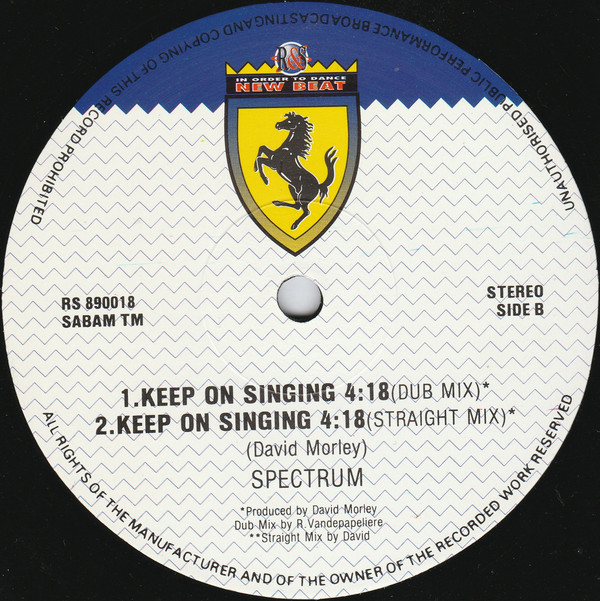 UNAUTHORISED PUBLIC PERFORMANCE BROADCASTING AND COPYING OF THIS RECORD PROHIBITED
R&S
IN ORDER TO DANCE
NEW BEAT
RS 890018
SABAM TM
STEREO
SIDE B
1.KEEP ON SINGING 4:18(DUB MIX)*
2.KEEP ON SINGING 4:18(STRAIGHT MIX)*
(David Morley)
SPECTRUM
*Produced by David Morley
Dub Mix by R.Vandepapeliere
**Straight Mix by David
ALL RIGHTS OF THE MANUFACTURER AND OF THE OWNER OF THE RECORDED WORK RESERVED